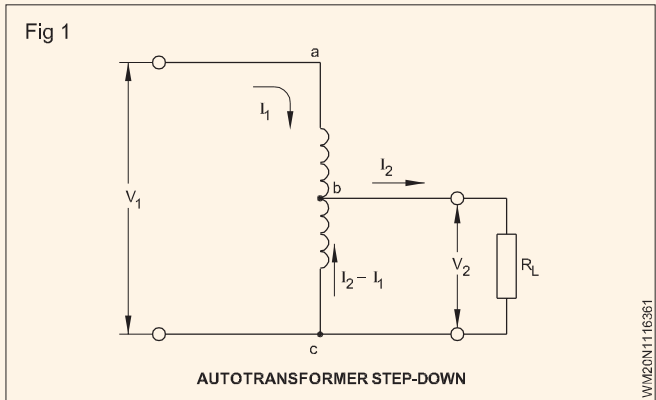 Fig 1
a
I1
I2
b
V1
V2
RL
I2 – I1
c
AUTOTRANSFORMER STEP-DOWN
WM20N1116361